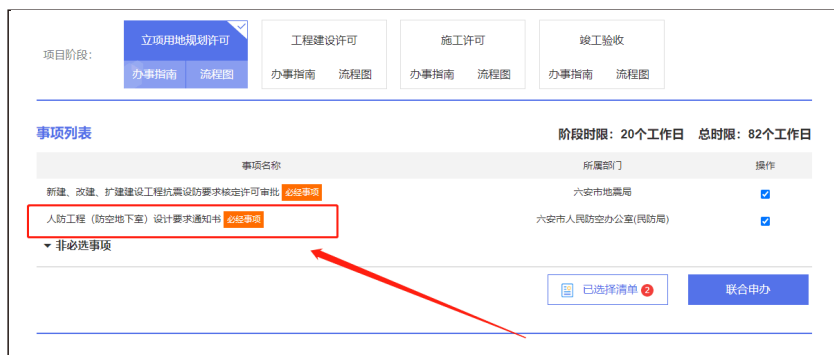 项目阶段：
立项用地规划许可 工程建设许可 施工许可 竣工验收
办事指南 流程图 办事指南 流程图 办事指南 流程图 办事指南 流程图
事项列表 阶段时限：20个工作日 总时限：82个工作日
事项名称 所属部门 操作
新建、改建、扩建建设工程抗震设防要求核定许可审批 必经事项 六安市地震局
人防工程（防空地下室）设计要求通知书 必经事项 六安市人民防空办公室(民防局)
非必选事项
已选择清单 2 联合申办